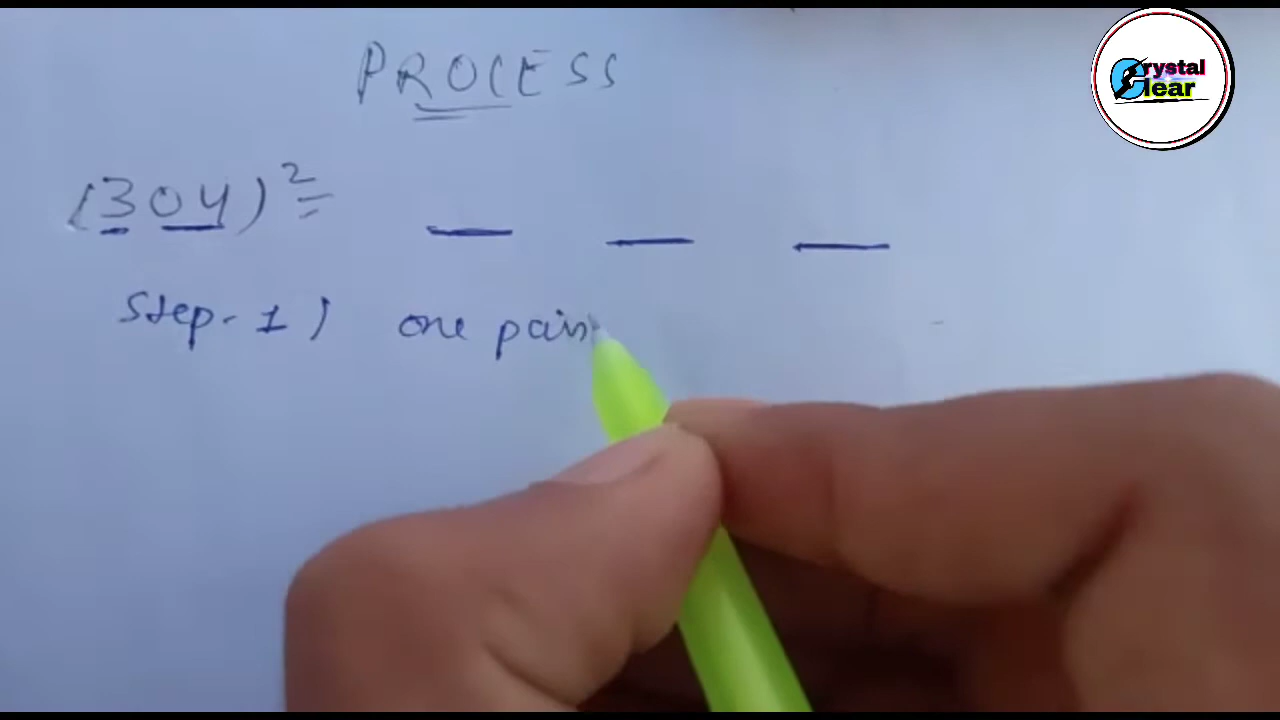 Crystal
Clear
PROCESS
(304)² =
Step-1) one pair